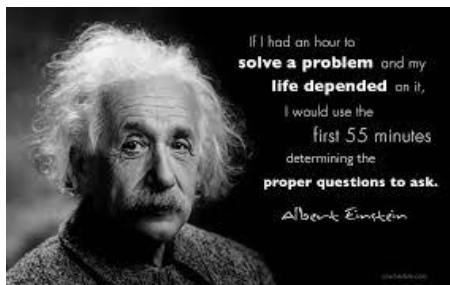 If I had an hour to
solve a problem and my
life depended on it,
I would use the
first 55 minutes
determining the
proper questions to ask.
Albert Einstein